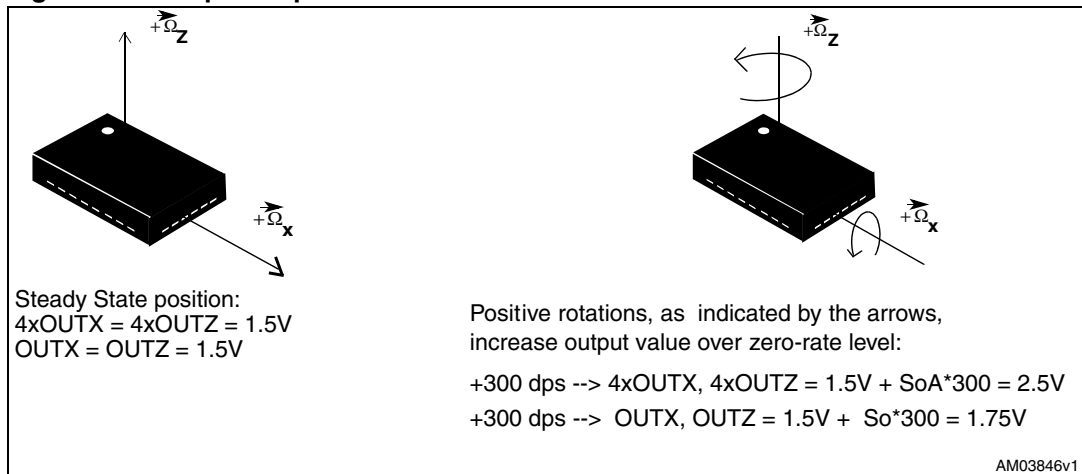 +Ω Z
+Ω X
Steady State position:
4xOUTX = 4xOUTZ = 1.5V
OUTX = OUTZ = 1.5V
+Ω Z
+Ω X
Positive rotations, as indicated by the arrows,
increase output value over zero-rate level:
+300 dps --> 4xOUTX, 4xOUTZ = 1.5V + SoA*300 = 2.5V
+300 dps --> OUTX, OUTZ = 1.5V + So*300 = 1.75V
AM03846v1